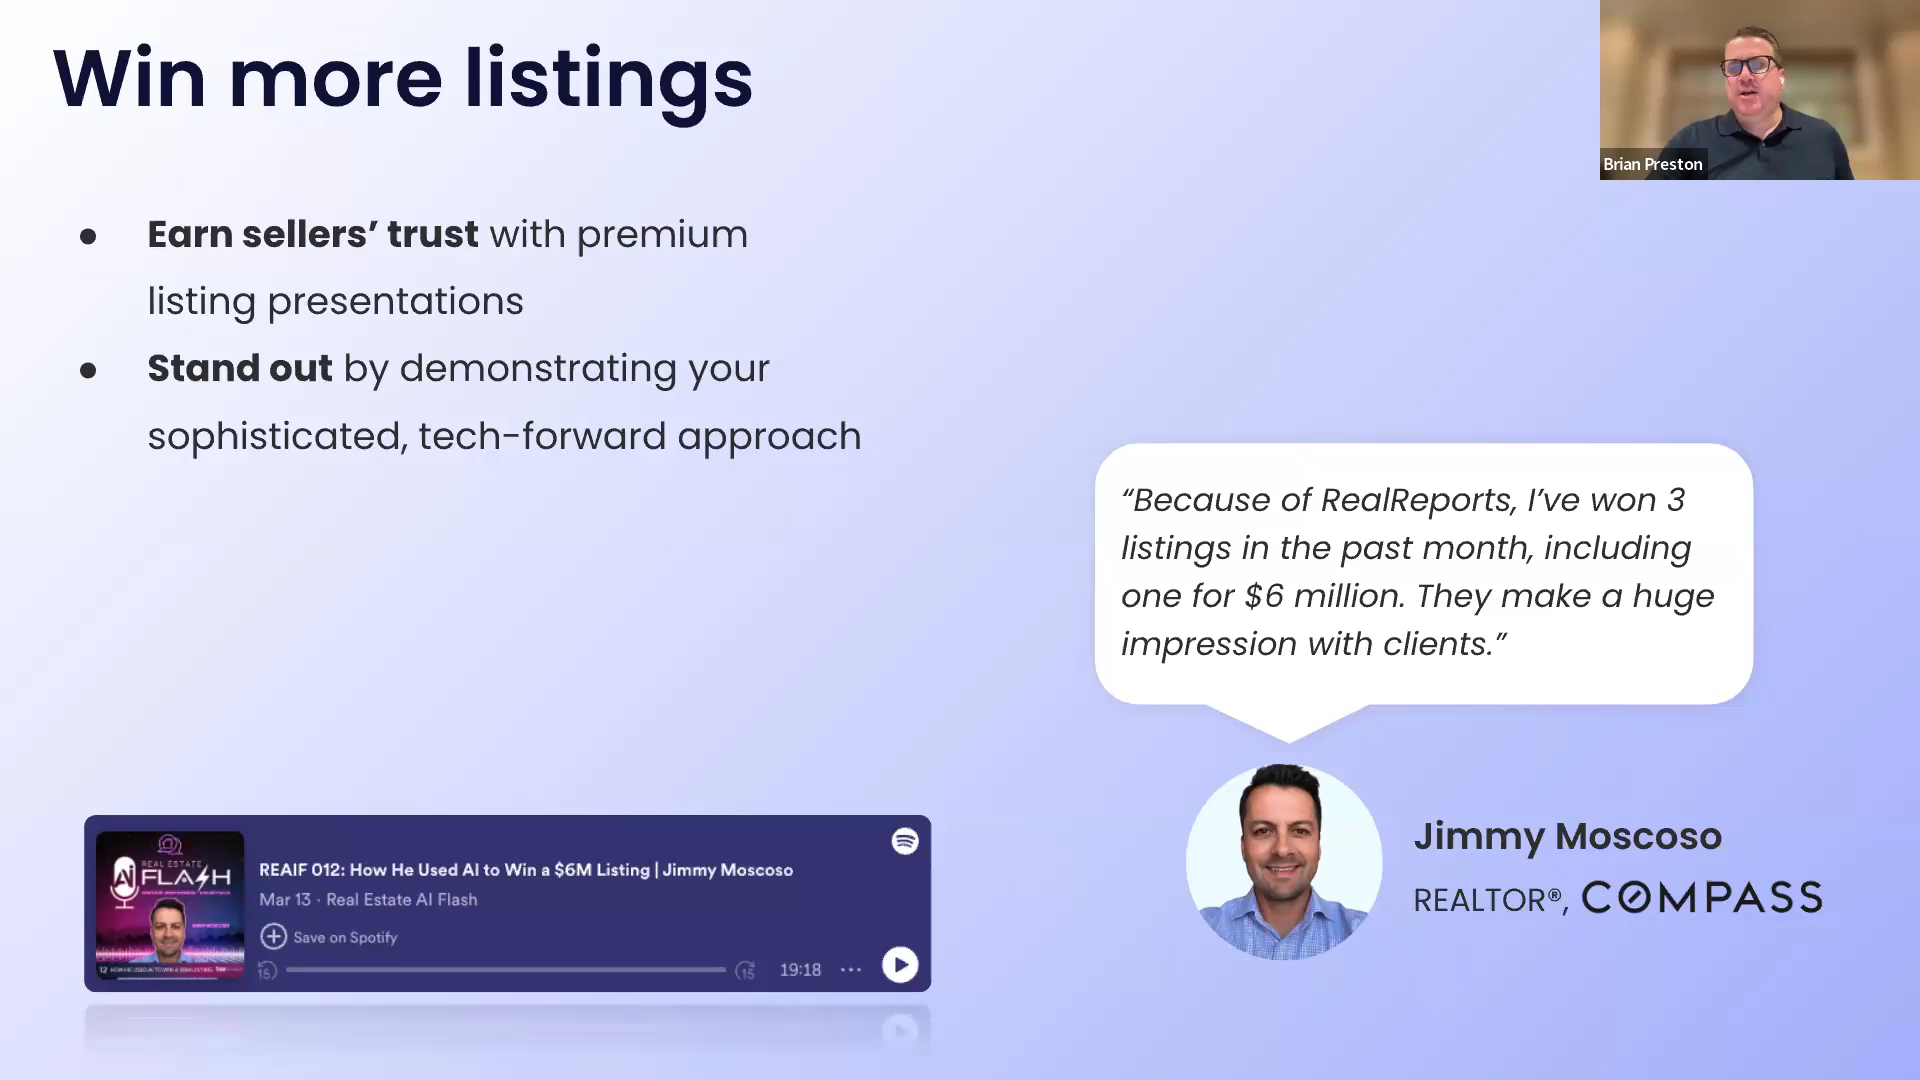 Win more listings
Brian Preston
● Earn sellers’ trust with premium
listing presentations
● Stand out by demonstrating your
sophisticated, tech-forward approach
“Because of RealReports, I’ve won 3
listings in the past month, including
one for $6 million. They make a huge
impression with clients.”
Jimmy Moscoso
REALTOR®, COMPASS
REAL ESTATE
AI FLASH
REAIF 012: How He Used AI to Win a $6M Listing | Jimmy Moscoso
Mar 13 · Real Estate AI Flash
Save on Spotify
15
15
19:18